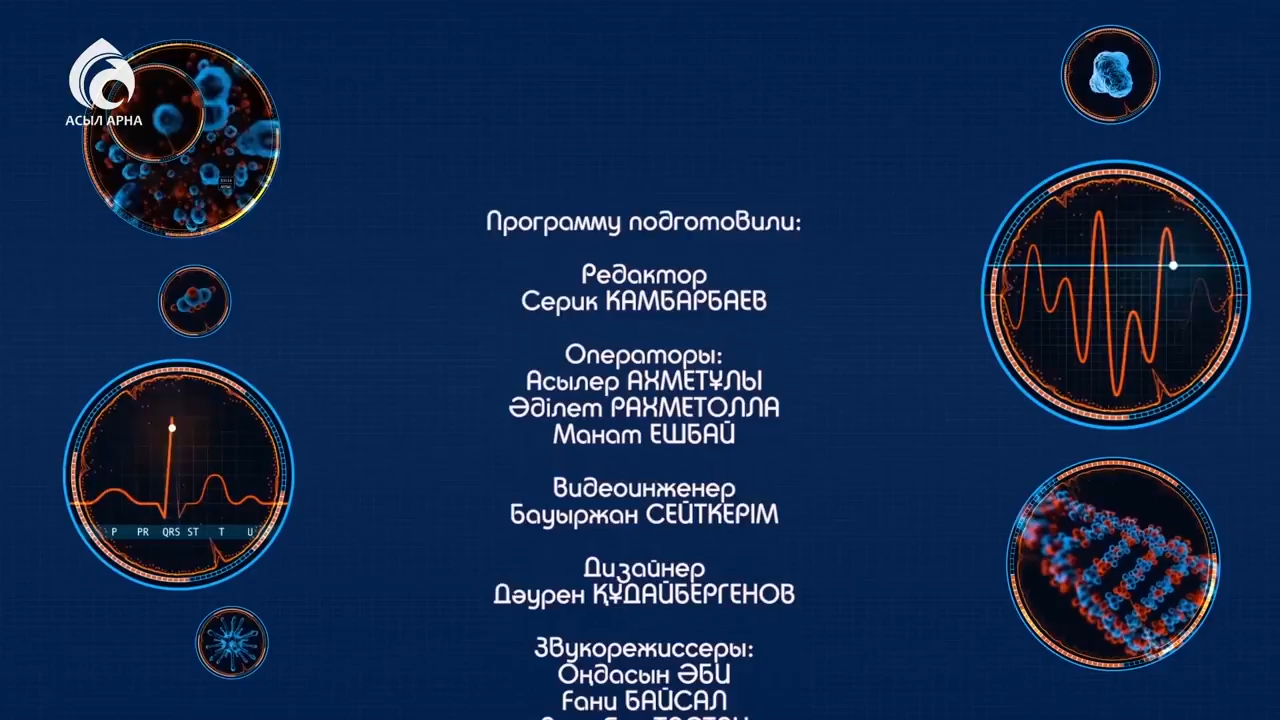 АСЫЛ АРНА
Программу подготовили:
Редактор
Серик КАМБАРБАЕВ
Операторы:
Асылер АХМЕТҰЛЫ
Әділет РАХМЕТОЛЛА
Манат ЕШБАЙ
Видеоинженер
Бауыржан СЕЙТКЕРІМ
Дизайнер
Дәурен ҚҰДАЙБЕРГЕНОВ
Звукорежиссеры:
Оңдасын ӘБИ
Ғани БАЙСАЛ
P PR QRS ST T U